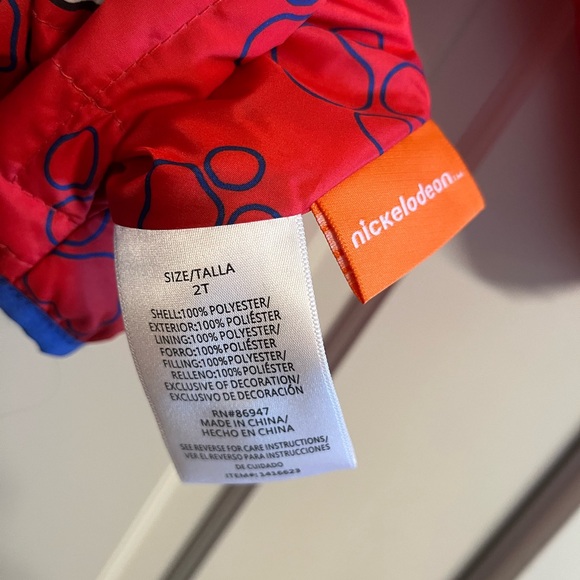 nickelodeon
SIZE/TALLA
2T
SHELL:100% POLYESTER/
EXTERIOR:100% POLIÉSTER
LINING:100% POLYESTER/
FORRO:100% POLIÉSTER
FILLING:100% POLYESTER/
RELLENO:100% POLIÉSTER
EXCLUSIVE OF DECORATION/
EXCLUSIVO DE DECORACIÓN
RN#86947
MADE IN CHINA/
HECHO EN CHINA
SEE REVERSE FOR CARE INSTRUCTIONS/
VER EL REVERSO PARA INSTRUCCIONES
DE CUIDADO
ITEM#:1416623